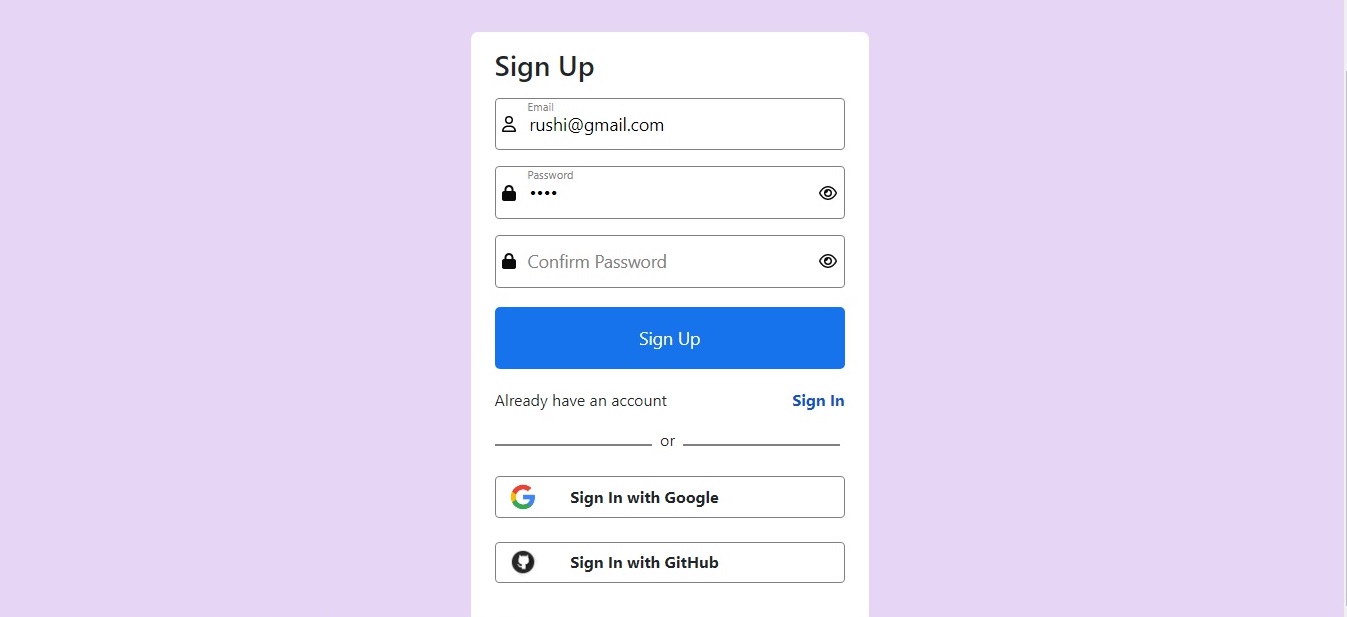 Sign Up
Email
rushi@gmail.com
Password
••••
Confirm Password
Sign Up
Already have an account Sign In
or
Sign In with Google
Sign In with GitHub